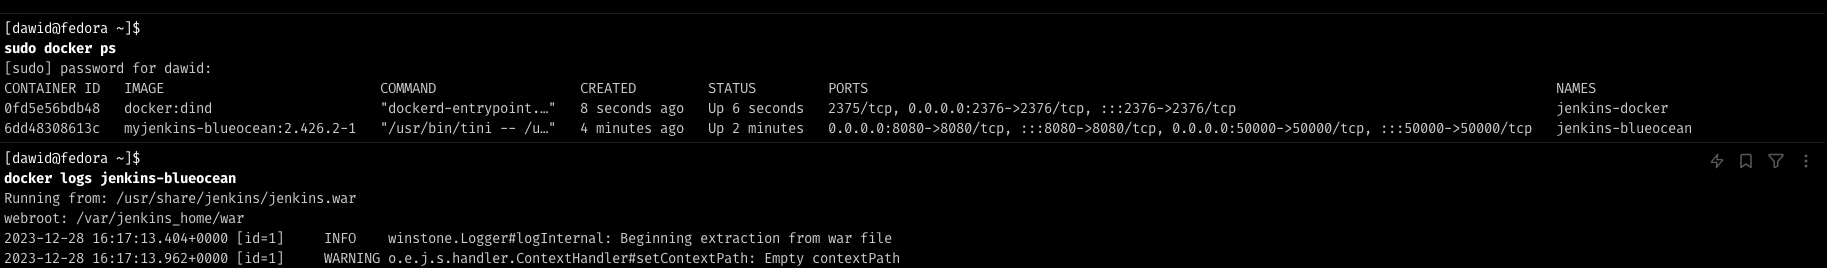 [dawid@fedora ~]$
sudo docker ps
[sudo] password for dawid:
CONTAINER ID   IMAGE                           COMMAND                  CREATED         STATUS         PORTS                                                                                      NAMES
0fd5e56bdb48   docker:dind                     "dockerd-entrypoint.…"   8 seconds ago   Up 6 seconds   2375/tcp, 0.0.0.0:2376->2376/tcp, :::2376->2376/tcp                                        jenkins-docker
6dd48308613c   myjenkins-blueocean:2.426.2-1   "/usr/bin/tini -- /u…"   4 minutes ago   Up 2 minutes   0.0.0.0:8080->8080/tcp, :::8080->8080/tcp, 0.0.0.0:50000->50000/tcp, :::50000->50000/tcp   jenkins-blueocean
[dawid@fedora ~]$
docker logs jenkins-blueocean
Running from: /usr/share/jenkins/jenkins.war
webroot: /var/jenkins_home/war
2023-12-28 16:17:13.404+0000 [id=1]     INFO    winstone.Logger#logInternal: Beginning extraction from war file
2023-12-28 16:17:13.962+0000 [id=1]     WARNING o.e.j.s.handler.ContextHandler#setContextPath: Empty contextPath